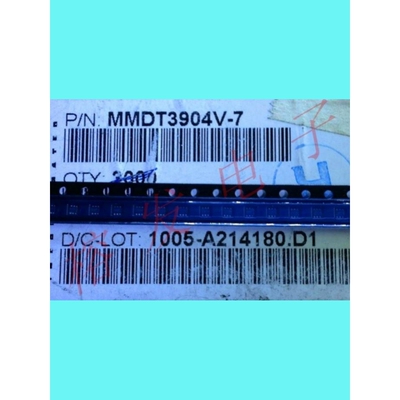 P/N: MMDT3904V-7
QTY: 3000
D/C-LOT: 1005-A214180.D1